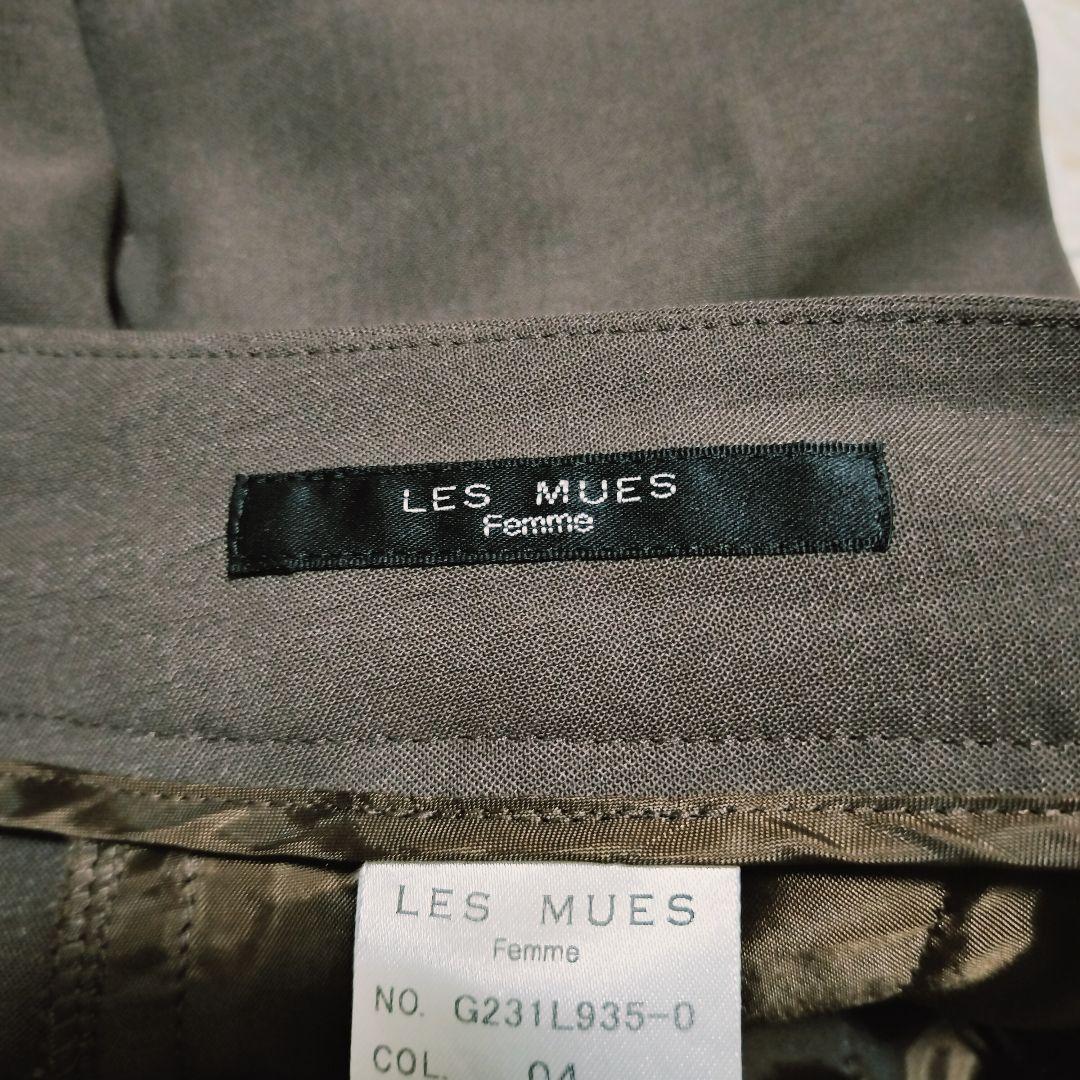 LES MUES
Femme
LES MUES
Femme
NO. G231L935-0
COL. 04